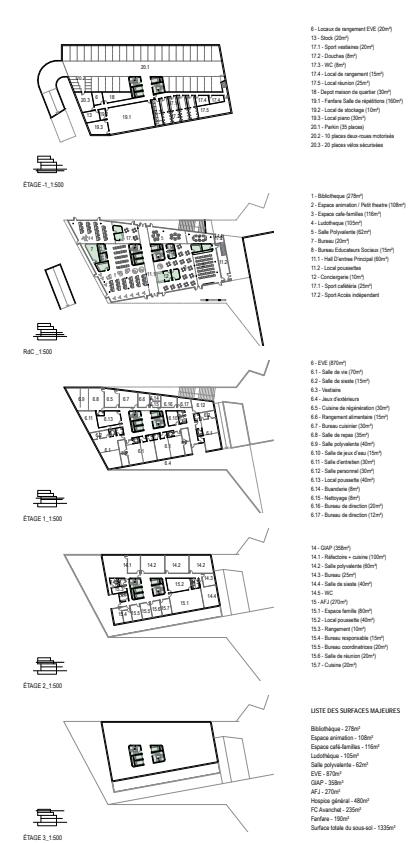 6 - Locaux de rangement EVE (20m²)
13 - Stock (20m²)
17.1 - Sport vestiaires (20m²)
17.2 - Douches (8m²)
17.3 - WC (8m²)
17.4 - Local de rangement (15m²)
17.5 - Local réunion (25m²)
18 - Depot maison de quartier (30m²)
19.1 - Fanfare Salle de répétitions (160m²)
19.2 - Local de stockage (10m²)
19.3 - Local piano (30m²)
20.1 - Parkin (35 places)
20.2 - 10 places deux-roues motorisés
20.3 - 20 places vélos sécurisées
ÉTAGE -1_1:500
1 - Bibliotheque (278m²)
2 - Espace animation / Petit theatre (108m²)
3 - Espace café-familles (116m²)
4 - Ludotheque (105m²)
5 - Salle Polyvalente (62m²)
7 - Bureau (20m²)
8 - Bureau Educateurs Sociaux (15m²)
11.1 - Hall D'entree Principal (60m²)
11.2 - Local poussettes
12 - Conciergerie (10m²)
17.1 - Sport cafétéria (25m²)
17.2 - Sport Accès indépendant
RdC _1:500
6 - EVE (870m²)
6.1 - Salle de vie (70m²)
6.2 - Salle de sieste (15m²)
6.3 - Vestiaire
6.4 - Jeux d'extérieurs
6.5 - Cuisine de régénération (30m²)
6.6 - Rangement alimentaire (15m²)
6.7 - Bureau cuisinier (30m²)
6.8 - Salle de repas (35m²)
6.9 - Salle polyvalente (40m²)
6.10 - Salle de jeux d'eau (15m²)
6.11 - Salle d'entretien (30m²)
6.12 - Salle personnel (30m²)
6.13 - Local poussette (40m²)
6.14 - Buanderie (8m²)
6.15 - Nettoyage (8m²)
6.16 - Bureau de direction (20m²)
6.17 - Bureau de direction (12m²)
ÉTAGE 1_1:500
14 - GIAP (358m²)
14.1 - Réfectoire + cuisine (100m²)
14.2 - Salle polyvalente (60m²)
14.3 - Bureau (25m²)
14.4 - Salle de sieste (40m²)
14.5 - WC
15 - AFJ (270m²)
15.1 - Espace famille (80m²)
15.2 - Local poussettes (40m²)
15.3 - Rangement (10m²)
15.4 - Bureau responsable (15m²)
15.5 - Bureau coordinatrices (20m²)
15.6 - Salle de réunion (20m²)
15.7 - Cuisine (20m²)
ÉTAGE 2_1:500
LISTE DES SURFACES MAJEURES
Bibliothèque - 278m²
Espace animation - 108m²
Espace café-familles - 116m²
Ludothèque - 105m²
Salle polyvalente - 62m²
EVE - 870m²
GIAP - 358m²
AFJ - 270m²
Hospice général - 480m²
FC Avanchet - 235m²
Fanfare - 190m²
Surface totale du sous-sol - 1335m²
ÉTAGE 3_1:500